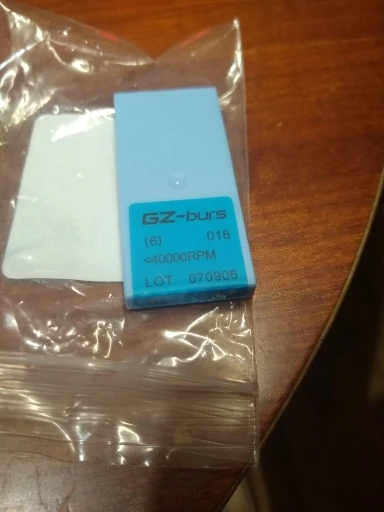 GZ-burs
(6) 018
<40000RPM
LOT 070906